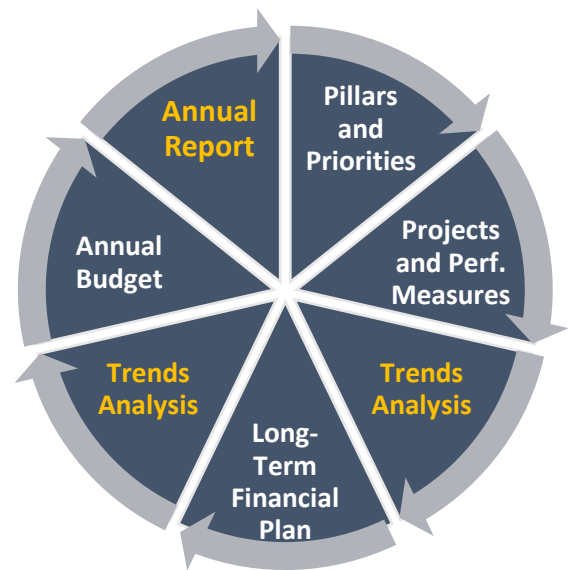 Pillars
and
Priorities
Projects
and Perf.
Measures
Trends
Analysis
Long-
Term
Financial
Plan
Trends
Analysis
Annual
Budget
Annual
Report